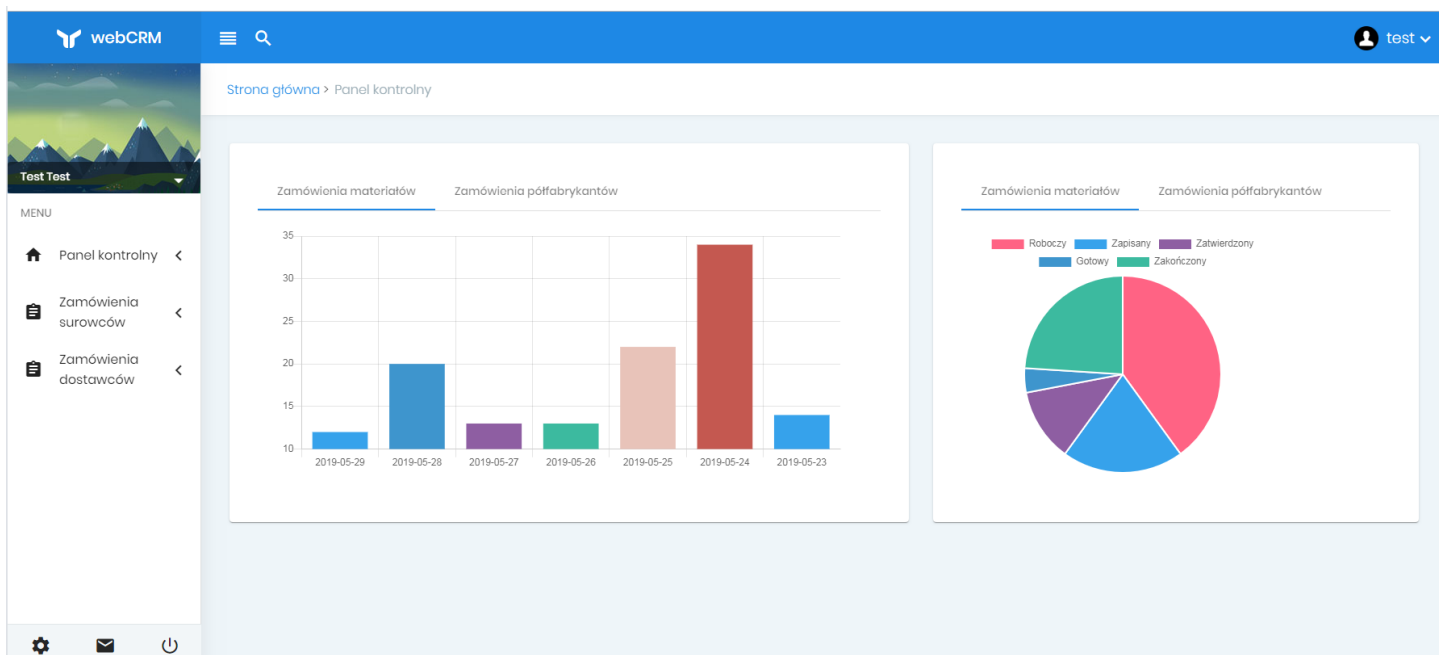 webCRM
test
Strona główna > Panel kontrolny
Test Test
MENU
Panel kontrolny
Zamówienia
surowców
Zamówienia
dostawców
Zamówienia materiałów Zamówienia półfabrykantów
35
30
25
20
15
10
2019-05-29 2019-05-28 2019-05-27 2019-05-26 2019-05-25 2019-05-24 2019-05-23
Zamówienia materiałów Zamówienia półfabrykantów
Roboczy Zapisany Zatwierdzony
Gotowy Zakończony